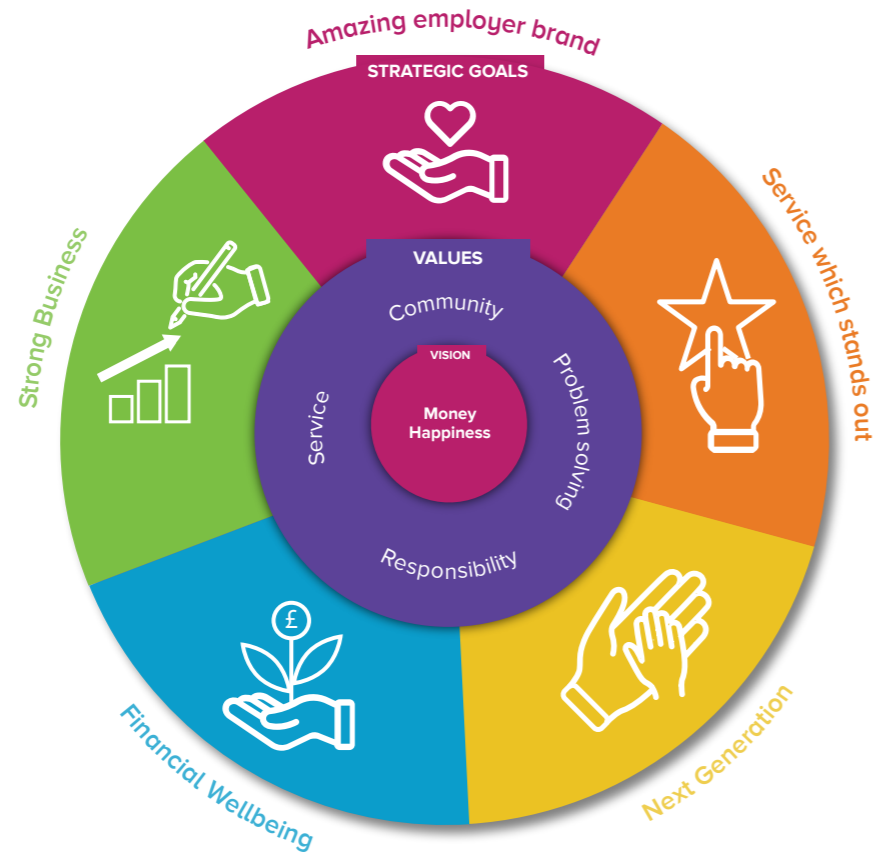 Amazing employer brand
STRATEGIC GOALS
Service which stands out
Next Generation
Financial Wellbeing
£
Strong Business
VALUES
Community
Problem solving
Responsibility
Service
VISION
Money
Happiness